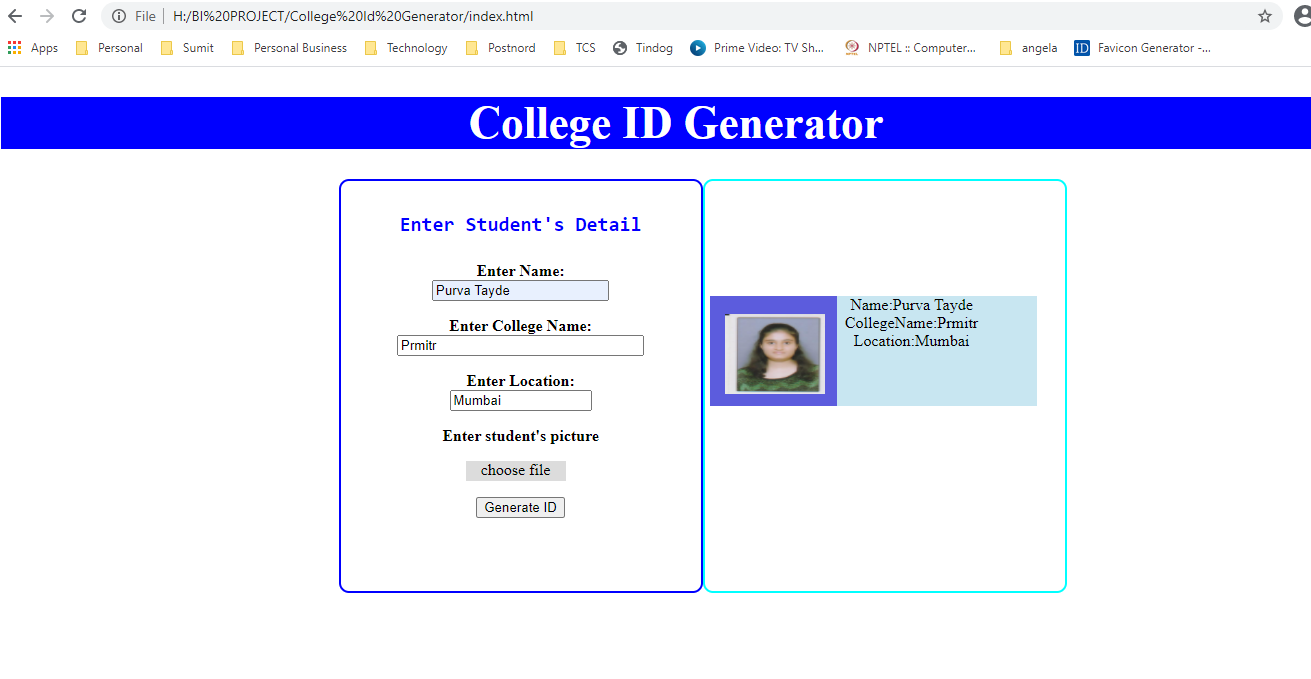 File H:/BI%20PROJECT/College%20Id%20Generator/index.html
Apps Personal Sumit Personal Business Technology Postnord TCS Tindog Prime Video: TV Sh... NPTEL :: Computer... angela ID Favicon Generator -...
College ID Generator
Enter Student's Detail
Enter Name:
Purva Tayde
Enter College Name:
Prmitr
Enter Location:
Mumbai
Enter student's picture
choose file
Generate ID
Name:Purva Tayde
CollegeName:Prmitr
Location:Mumbai